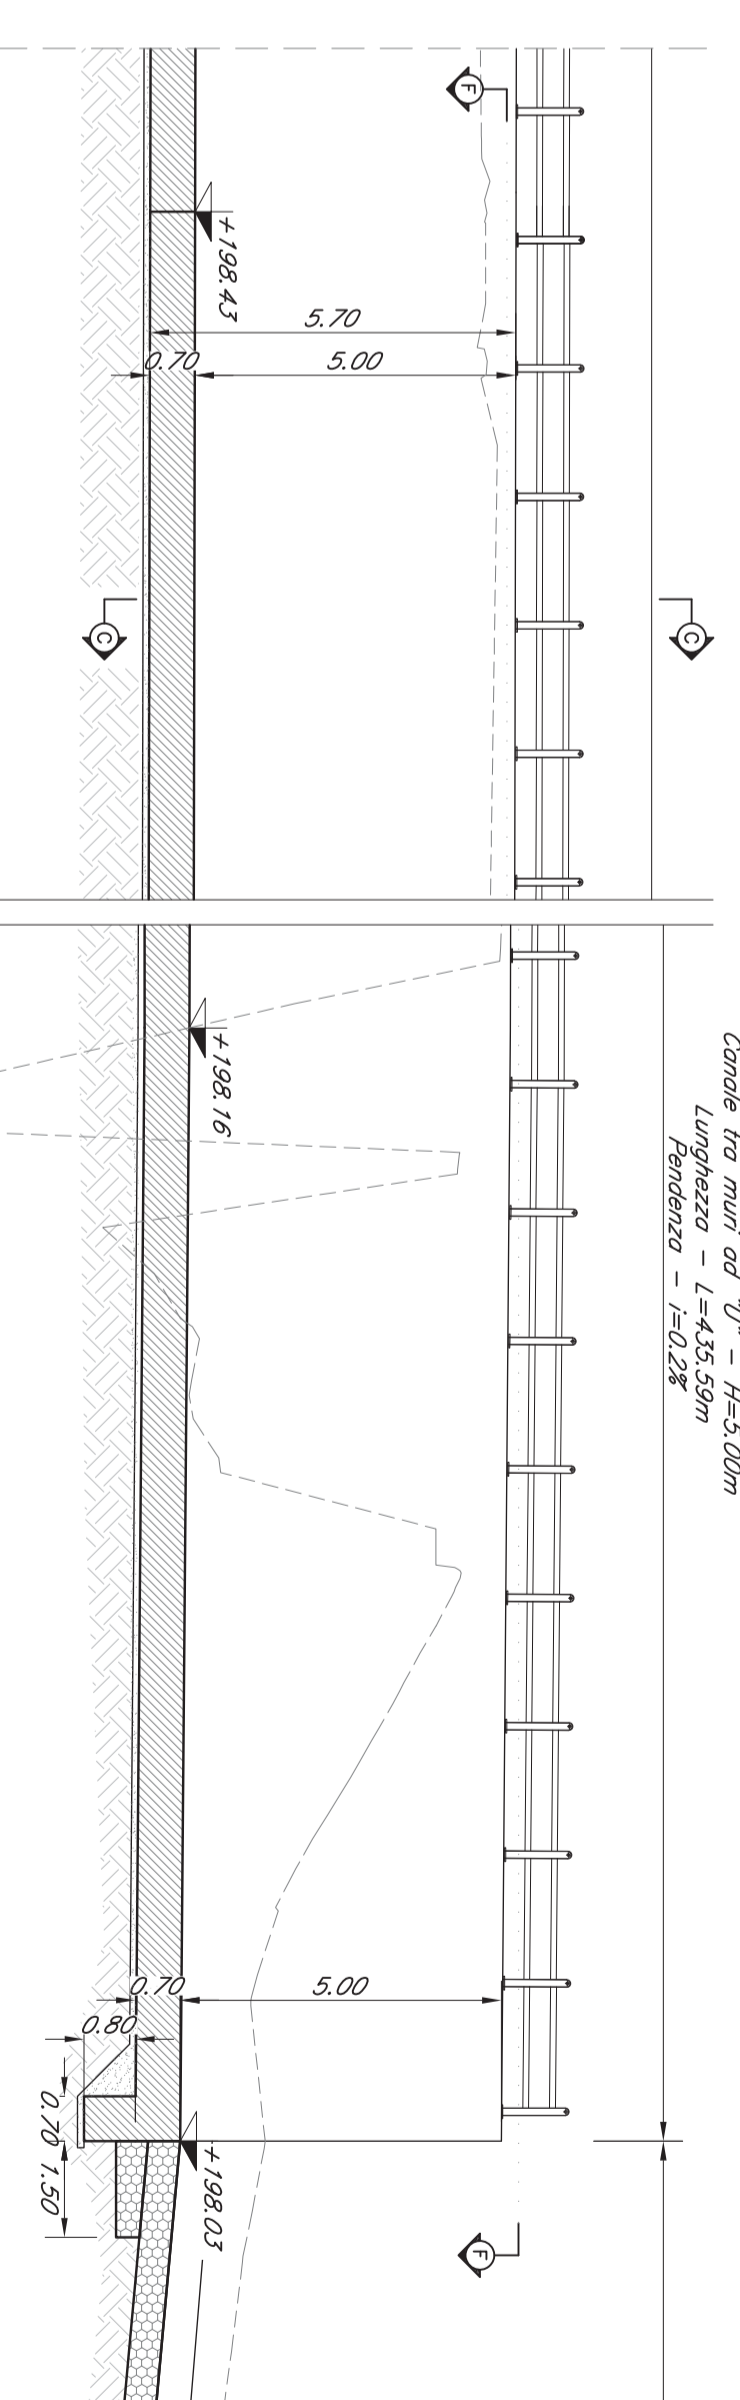 F
+198.43
5.70
0.70
5.00
C
C
+198.16
Canale tra muri ad "U" - H=5.00m
Lunghezza - L=435.59m
Pendenza - i=0.2%
0.70
5.00
0.80
0.70
1.50
+198.03
F